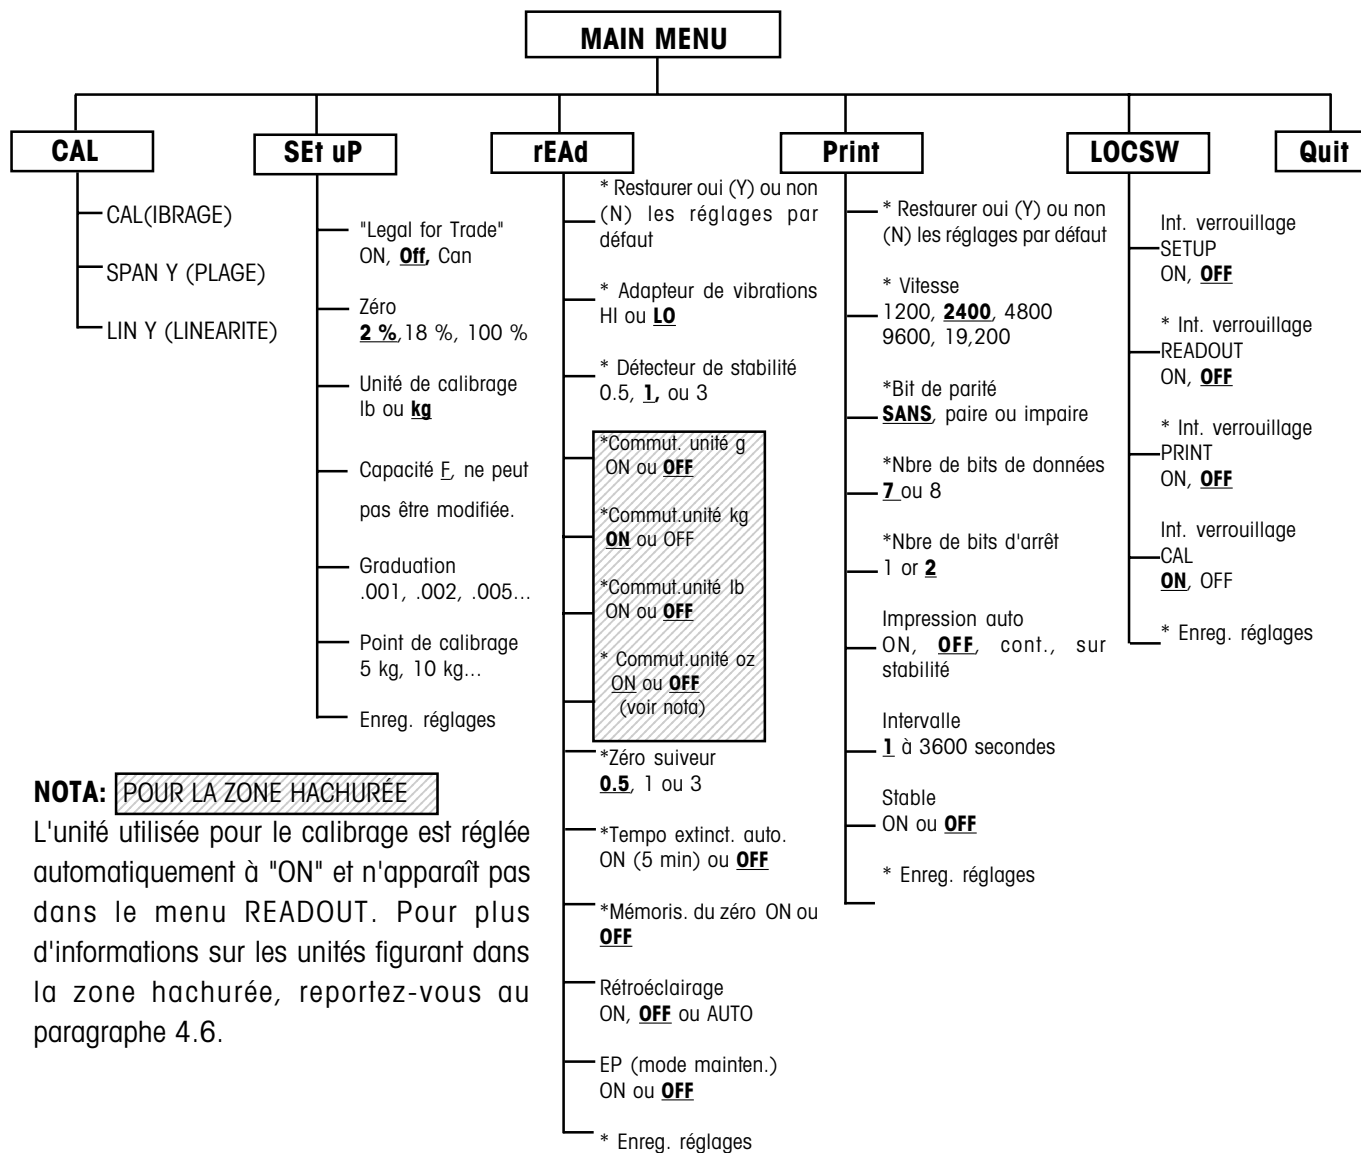 MAIN MENU
CAL
SEt uP
rEAd
Print
LOCSW
Quit
CAL(IBRAGE)
SPAN Y (PLAGE)
LIN Y (LINEARITE)
"Legal for Trade"
ON, Off, Can
Zéro
2 %,18 %, 100 %
Unité de calibrage
lb ou kg
Capacité F, ne peut
pas être modifiée.
Graduation
.001, .002, .005...
Point de calibrage
5 kg, 10 kg...
Enreg. réglages
* Restaurer oui (Y) ou non
(N) les réglages par
défaut
* Adapteur de vibrations
HI ou LO
* Détecteur de stabilité
0.5, 1, ou 3
*Commut. unité g
ON ou OFF
*Commut.unité kg
ON ou OFF
*Commut.unité lb
ON ou OFF
* Commut.unité oz
ON ou OFF
(voir nota)
*Zéro suiveur
0.5, 1 ou 3
*Tempo extinct. auto.
ON (5 min) ou OFF
*Mémoris. du zéro ON ou
OFF
Rétroéclairage
ON, OFF ou AUTO
EP (mode mainten.)
ON ou OFF
* Enreg. réglages
* Restaurer oui (Y) ou non
(N) les réglages par défaut
* Vitesse
1200, 2400, 4800
9600, 19,200
*Bit de parité
SANS, paire ou impaire
*Nbre de bits de données
7 ou 8
*Nbre de bits d'arrêt
1 or 2
Impression auto
ON, OFF, cont., sur
stabilité
Intervalle
1 à 3600 secondes
Stable
ON ou OFF
* Enreg. réglages
Int. verrouillage
SETUP
ON, OFF
* Int. verrouillage
READOUT
ON, OFF
* Int. verrouillage
PRINT
ON, OFF
Int. verrouillage
CAL
ON, OFF
* Enreg. réglages
NOTA: POUR LA ZONE HACHURÉE
L'unité utilisée pour le calibrage est réglée
automatiquement à "ON" et n'apparaît pas
dans le menu READOUT. Pour plus
d'informations sur les unités figurant dans
la zone hachurée, reportez-vous au
paragraphe 4.6.